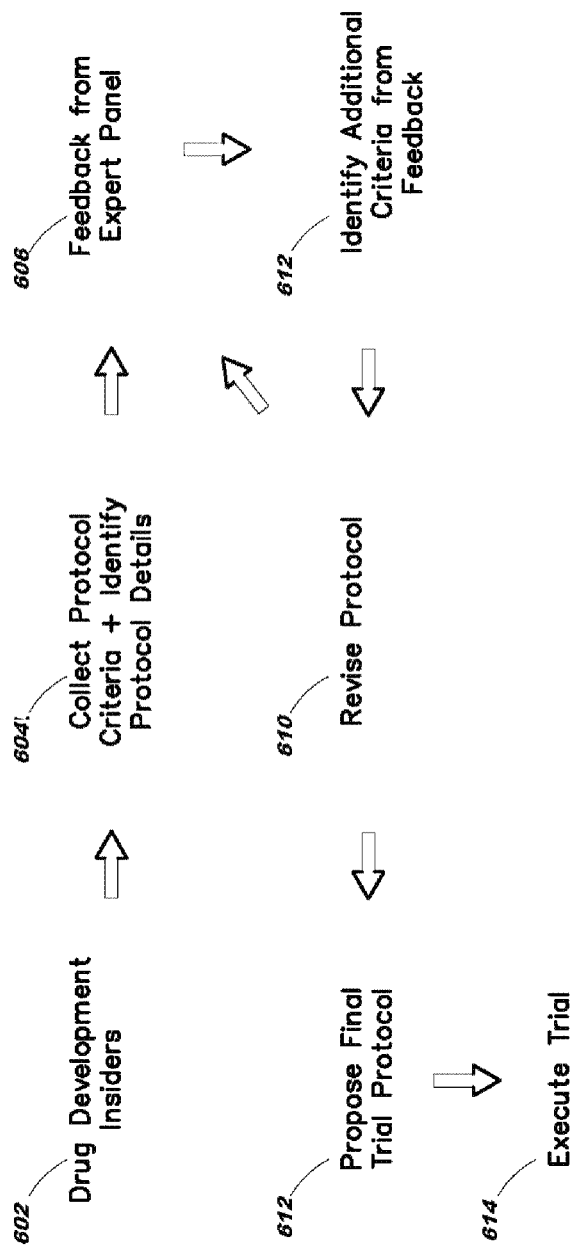 602
Drug Development
Insiders
604
Collect Protocol
Criteria + Identify
Protocol Details
606
Feedback from
Expert Panel
612
Identify Additional
Criteria from
Feedback
610
Revise Protocol
612
Propose Final
Trial Protocol
614
Execute Trial